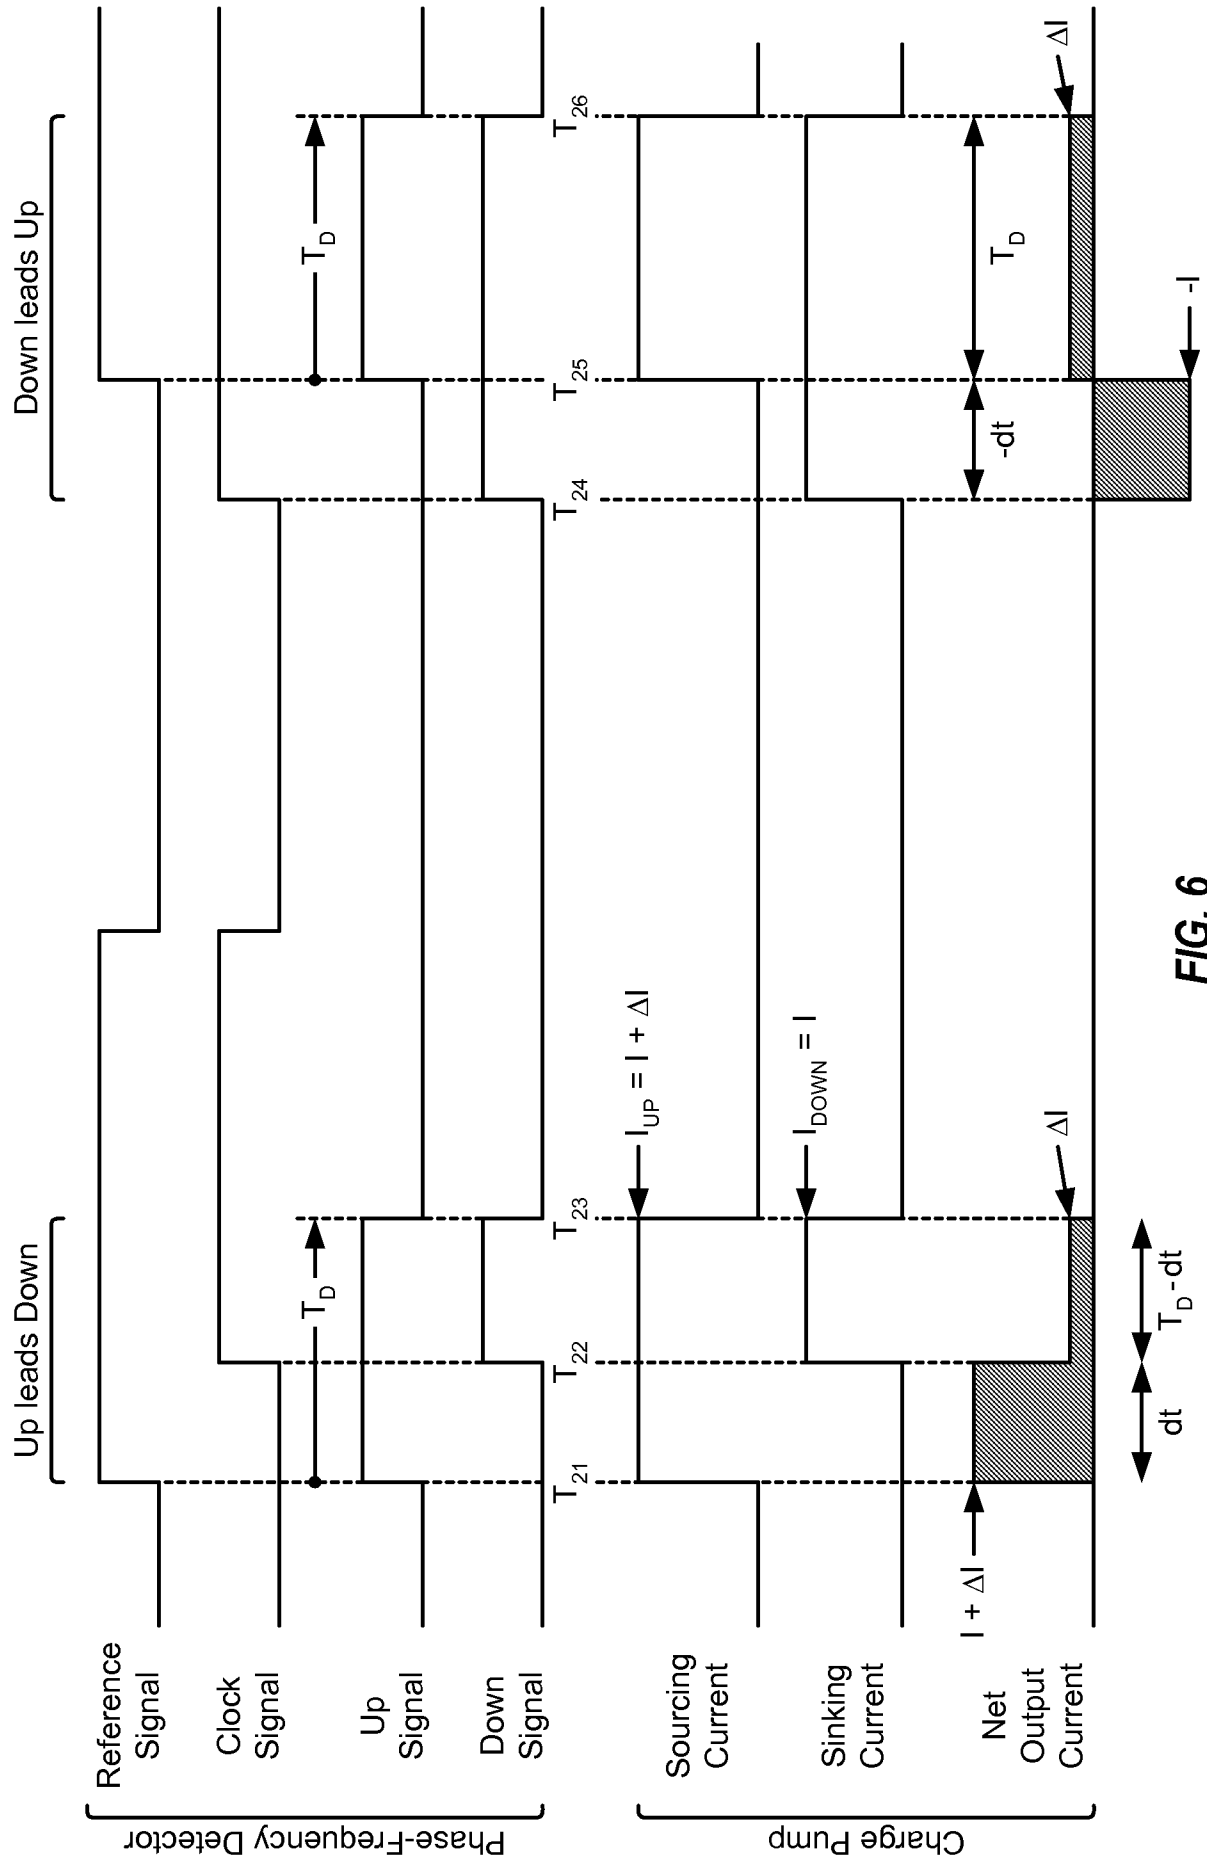 Up leads Down
Down leads Up
Phase-Frequency Detector
Reference
Signal
Clock
Signal
T_D
T_D
Up
Signal
Down
Signal
T_21
T_22
T_23
T_24
T_25
T_26
Charge Pump
Sourcing
Current
I_UP = I + ΔI
Sinking
Current
I_DOWN = I
Net
Output
Current
I + ΔI
ΔI
-dt
T_D
ΔI
dt
T_D - dt
-I
FIG. 6